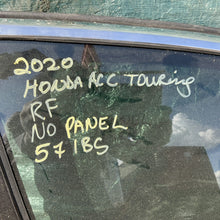 2020
HONDA ACC TOURING
RF
NO PANEL
57 lBS